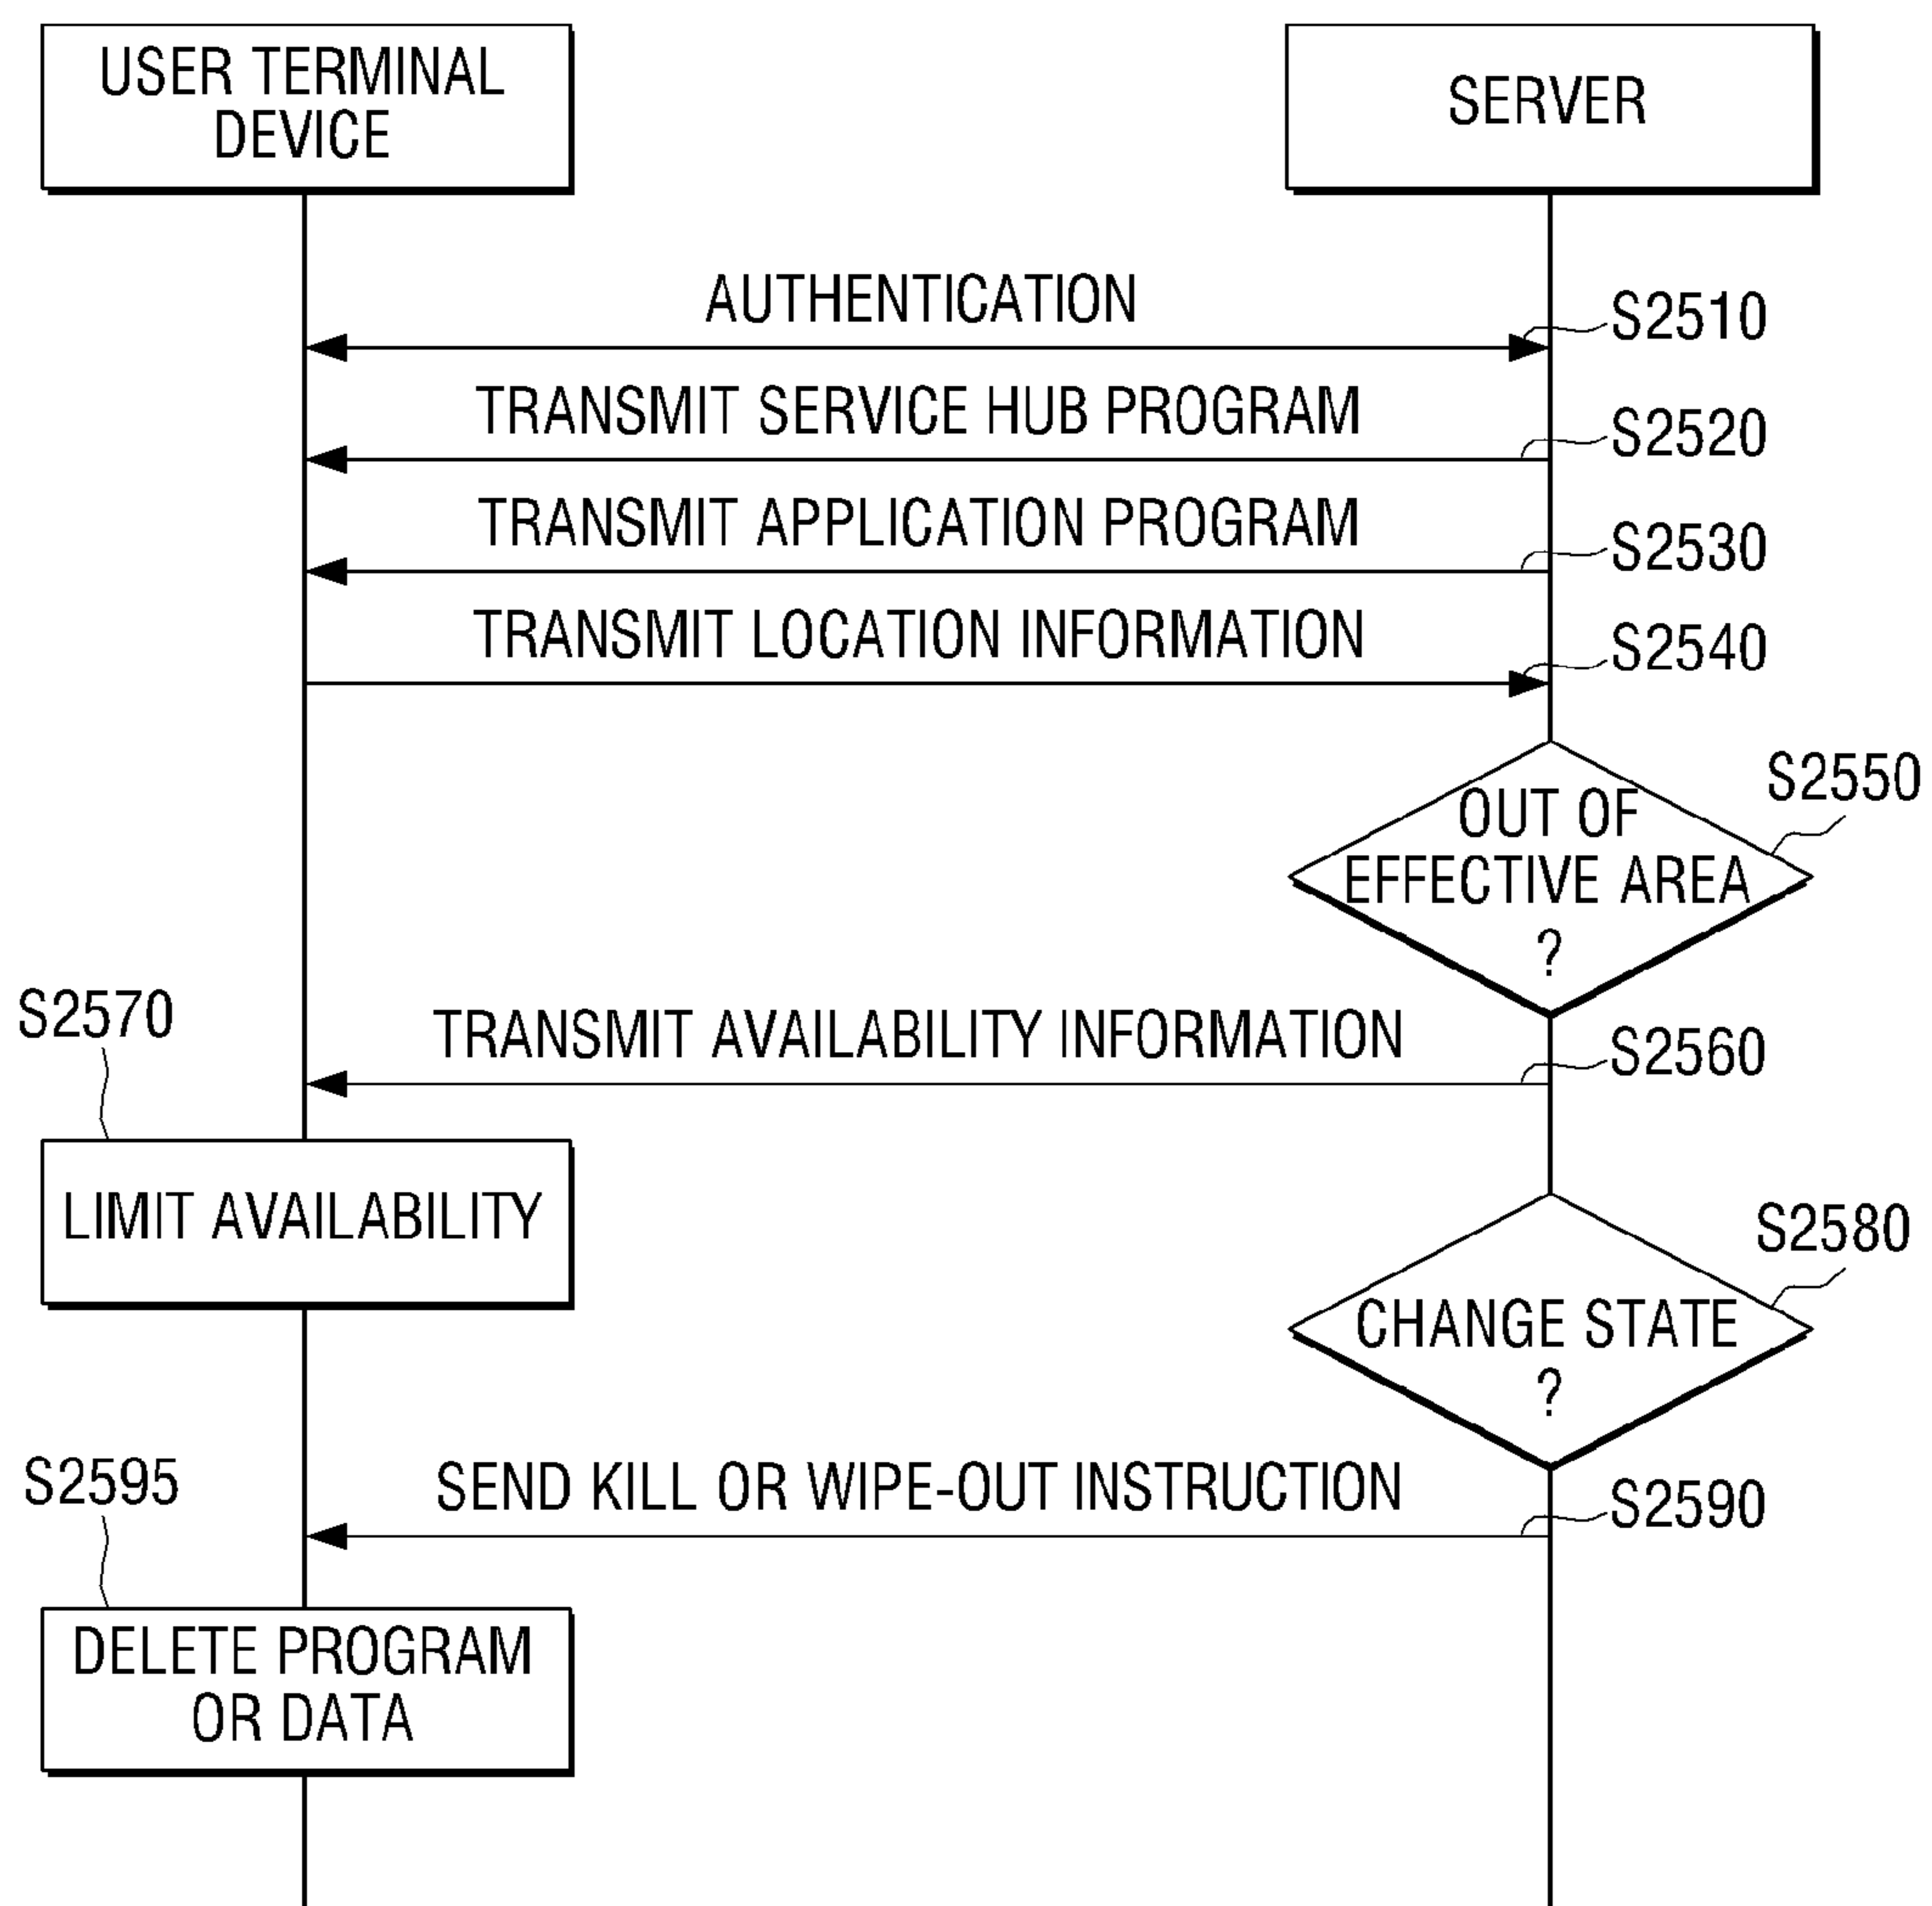 USER TERMINAL
DEVICE
SERVER
AUTHENTICATION
S2510
TRANSMIT SERVICE HUB PROGRAM
S2520
TRANSMIT APPLICATION PROGRAM
S2530
TRANSMIT LOCATION INFORMATION
S2540
S2550
OUT OF
EFFECTIVE AREA
?
S2570
TRANSMIT AVAILABILITY INFORMATION
S2560
LIMIT AVAILABILITY
S2580
CHANGE STATE
?
S2595
SEND KILL OR WIPE-OUT INSTRUCTION
S2590
DELETE PROGRAM
OR DATA